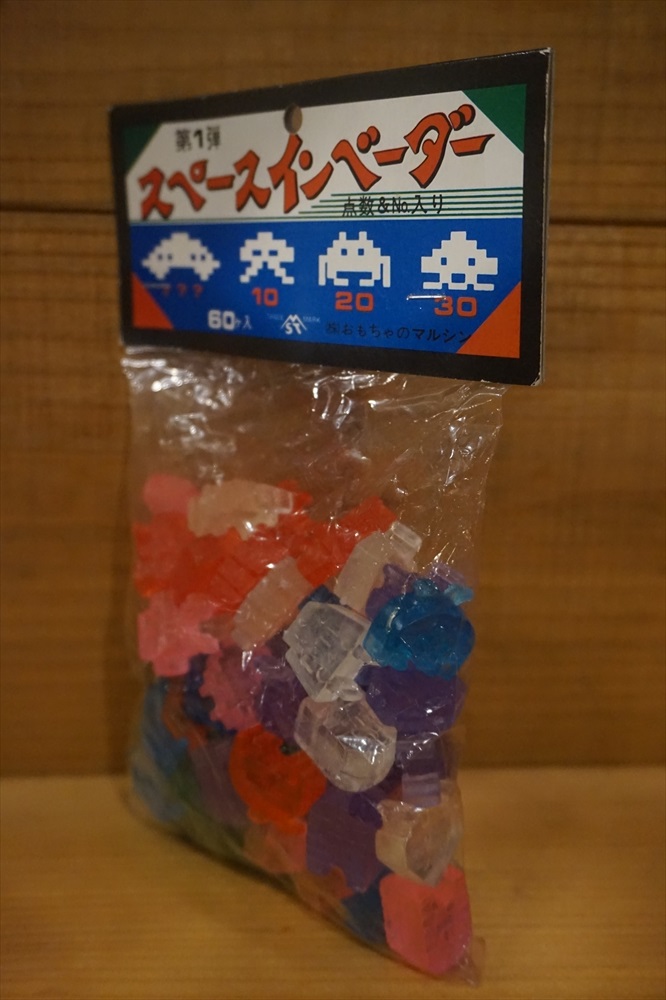 第1弾
スペースインベーダー
点数&No.入り
??? 10 20 30
60ヶ入 ST ㈱おもちゃのマルシン